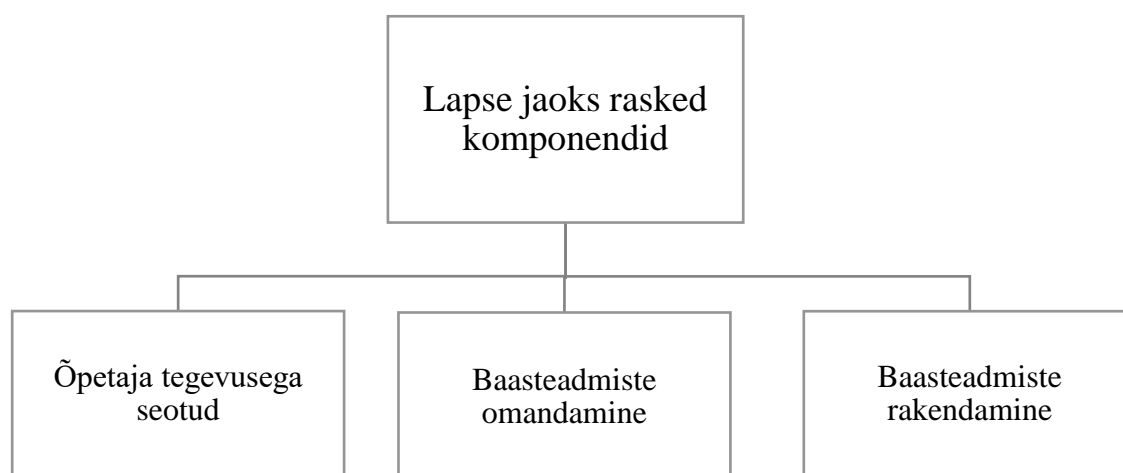 Lapse jaoks rasked
komponendid
Õpetaja tegevusega
seotud
Baasteadmiste
omandamine
Baasteadmiste
rakendamine